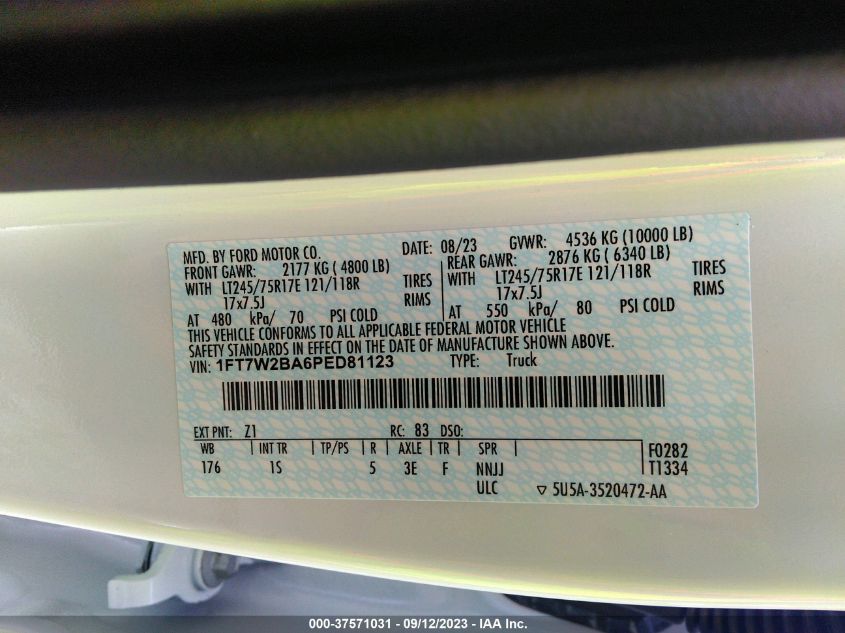 MFD. BY FORD MOTOR CO. DATE: 08/23 GVWR: 4536 KG (10000 LB)
FRONT GAWR: 2177 KG ( 4800 LB) REAR GAWR: 2876 KG ( 6340 LB)
WITH LT245/75R17E 121/118R TIRES WITH LT245/75R17E 121/118R TIRES
17x7.5J RIMS 17x7.5J RIMS
AT 480 kPa/ 70 PSI COLD AT 550 kPa/ 80 PSI COLD
THIS VEHICLE CONFORMS TO ALL APPLICABLE FEDERAL MOTOR VEHICLE
SAFETY STANDARDS IN EFFECT ON THE DATE OF MANUFACTURE SHOWN ABOVE.
VIN: 1FT7W2BA6PED81123 TYPE: Truck
EXT PNT: Z1 RC: 83 DSO:
WB INT TR TP/PS R AXLE TR SPR F0282
176 1S 5 3E F NNJJ T1334
ULC ▽ 5U5A-3520472-AA
000-37571031 - 09/12/2023 - IAA Inc.